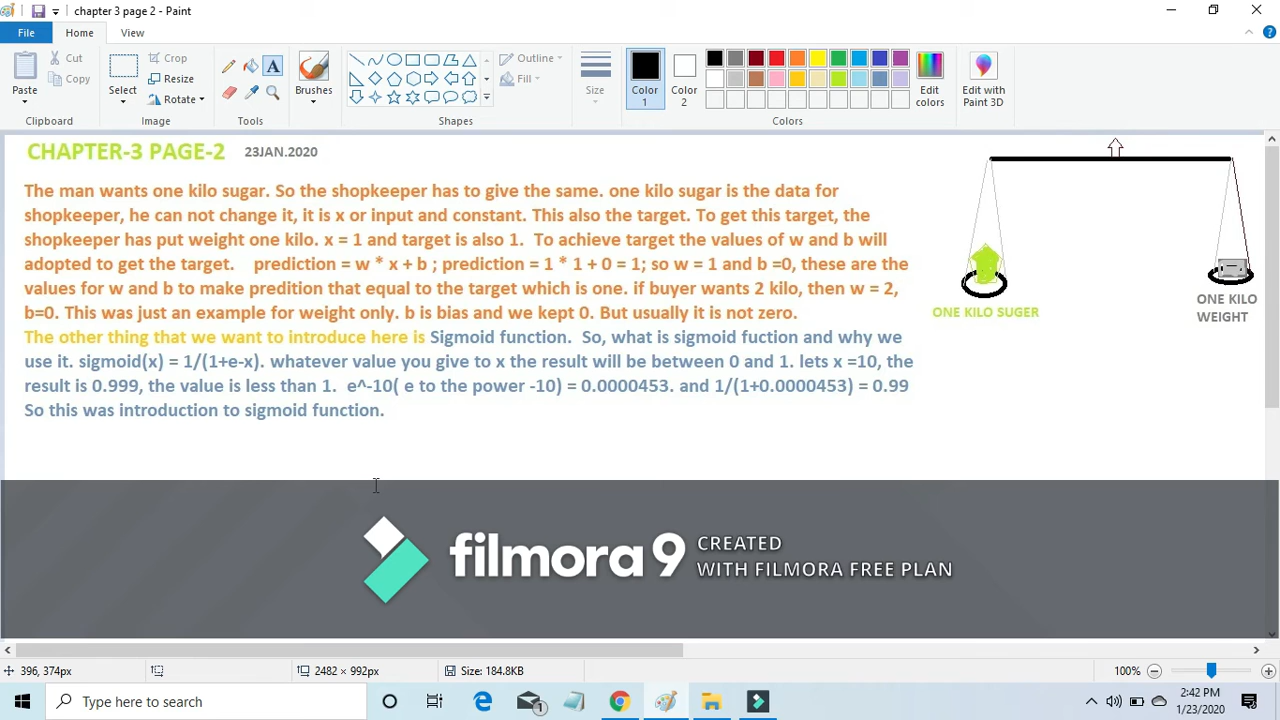 chapter 3 page 2 - Paint
File
Home
View
Paste
Cut
Copy
Clipboard
Select
Crop
Resize
Rotate
Image
A
Tools
Brushes
Outline
Fill
Shapes
Size
Color 1
Color 2
Edit colors
Edit with Paint 3D
Colors
CHAPTER-3 PAGE-2
23JAN.2020
The man wants one kilo sugar. So the shopkeeper has to give the same. one kilo sugar is the data for
shopkeeper, he can not change it, it is x or input and constant. This also the target. To get this target, the
shopkeeper has put weight one kilo. x = 1 and target is also 1.  To achieve target the values of w and b will
adopted to get the target.    prediction = w * x + b ; prediction = 1 * 1 + 0 = 1; so w = 1 and b =0, these are the
values for w and b to make predition that equal to the target which is one. if buyer wants 2 kilo, then w = 2,
b=0. This was just an example for weight only. b is bias and we kept 0. But usually it is not zero.
The other thing that we want to introduce here is Sigmoid function.  So, what is sigmoid fuction and why we
use it. sigmoid(x) = 1/(1+e-x). whatever value you give to x the result will be between 0 and 1. lets x =10, the
result is 0.999, the value is less than 1.  e^-10( e to the power -10) = 0.0000453. and 1/(1+0.0000453) = 0.99
So this was introduction to sigmoid function.
ONE KILO SUGER
ONE KILO
WEIGHT
filmora 9
CREATED
WITH FILMORA FREE PLAN
396, 374px
2482 × 992px
Size: 184.8KB
100%
Type here to search
1
2:42 PM
1/23/2020